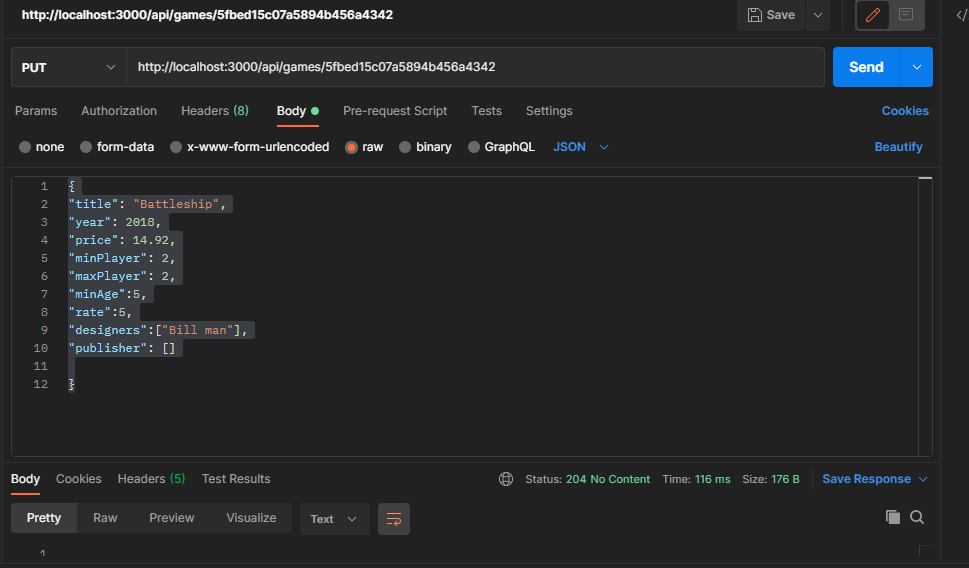 http://localhost:3000/api/games/5fbed15c07a5894b456a4342
Save
PUT http://localhost:3000/api/games/5fbed15c07a5894b456a4342 Send
Params Authorization Headers (8) Body Pre-request Script Tests Settings Cookies
none form-data x-www-form-urlencoded raw binary GraphQL JSON Beautify
1 {
2 "title": "Battleship",
3 "year": 2018,
4 "price": 14.92,
5 "minPlayer": 2,
6 "maxPlayer": 2,
7 "minAge":5,
8 "rate":5,
9 "designers":["Bill man"],
10 "publisher": []
11
12 }
Body Cookies Headers (5) Test Results Status: 204 No Content Time: 116 ms Size: 176 B Save Response
Pretty Raw Preview Visualize Text
1